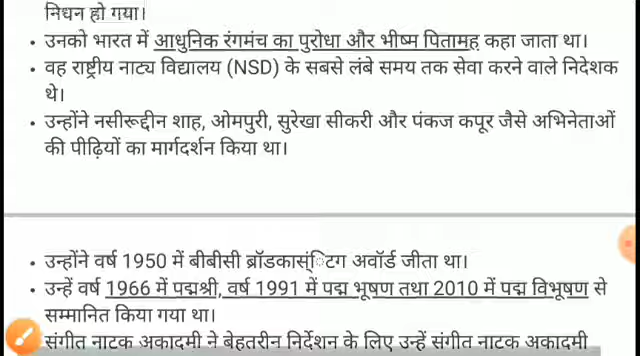 निधन हो गया।
• उनको भारत में आधुनिक रंगमंच का पुरोधा और भीष्म पितामह कहा जाता था।
• वह राष्ट्रीय नाट्य विद्यालय (NSD) के सबसे लंबे समय तक सेवा करने वाले निदेशक
थे।
• उन्होंने नसीरूद्दीन शाह, ओमपुरी, सुरेखा सीकरी और पंकज कपूर जैसे अभिनेताओं
की पीढ़ियों का मार्गदर्शन किया था।
• उन्होंने वर्ष 1950 में बीबीसी ब्रॉडकास्ंिटग अवॉर्ड जीता था।
• उन्हें वर्ष 1966 में पद्मश्री, वर्ष 1991 में पद्म भूषण तथा 2010 में पद्म विभूषण से
सम्मानित किया गया था।
संगीत नाटक अकादमी ने बेहतरीन निर्देशन के लिए उन्हें संगीत नाटक अकादमी